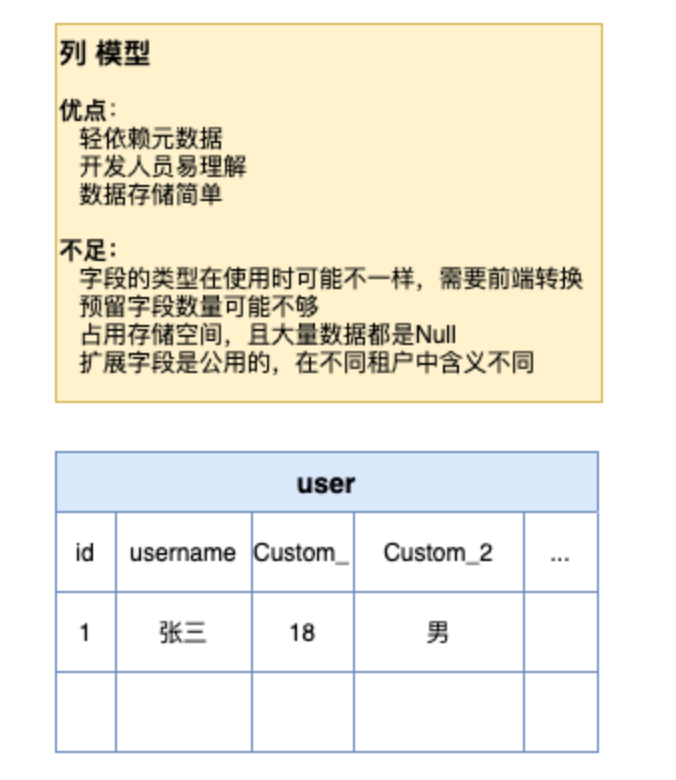 列 模型
优点：
轻依赖元数据
开发人员易理解
数据存储简单
不足：
字段的类型在使用时可能不一样，需要前端转换
预留字段数量可能不够
占用存储空间，且大量数据都是Null
扩展字段是公用的，在不同租户中含义不同
user
id username Custom_ Custom_2 ...
1 张三 18 男